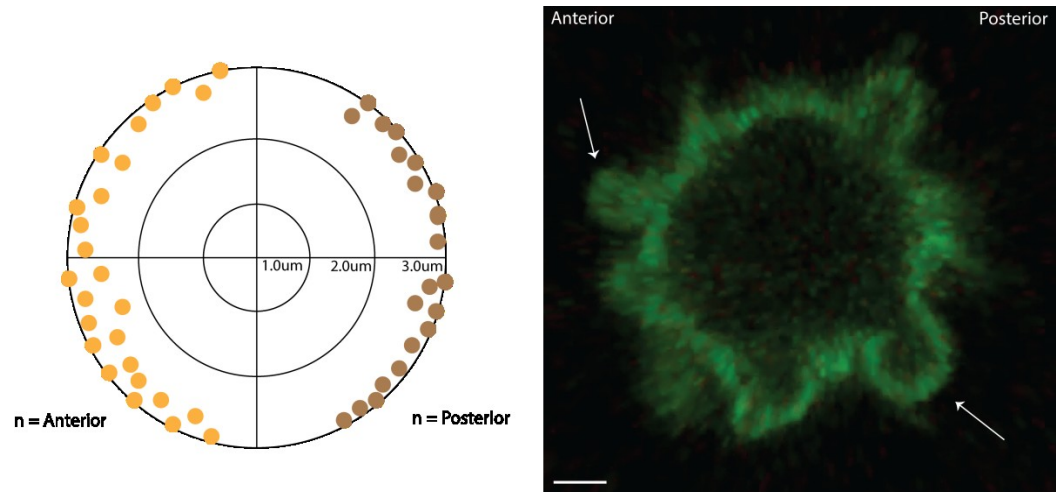 1.0um
2.0um
3.0um
n = Anterior
n = Posterior
Anterior
Posterior